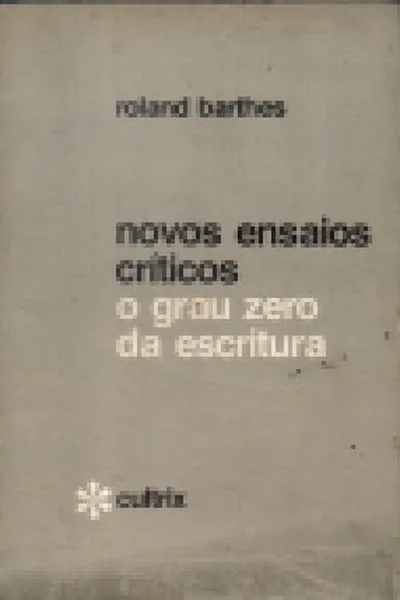 roland barthes
novos ensaios
críticos
o grau zero
da escritura
cultrix